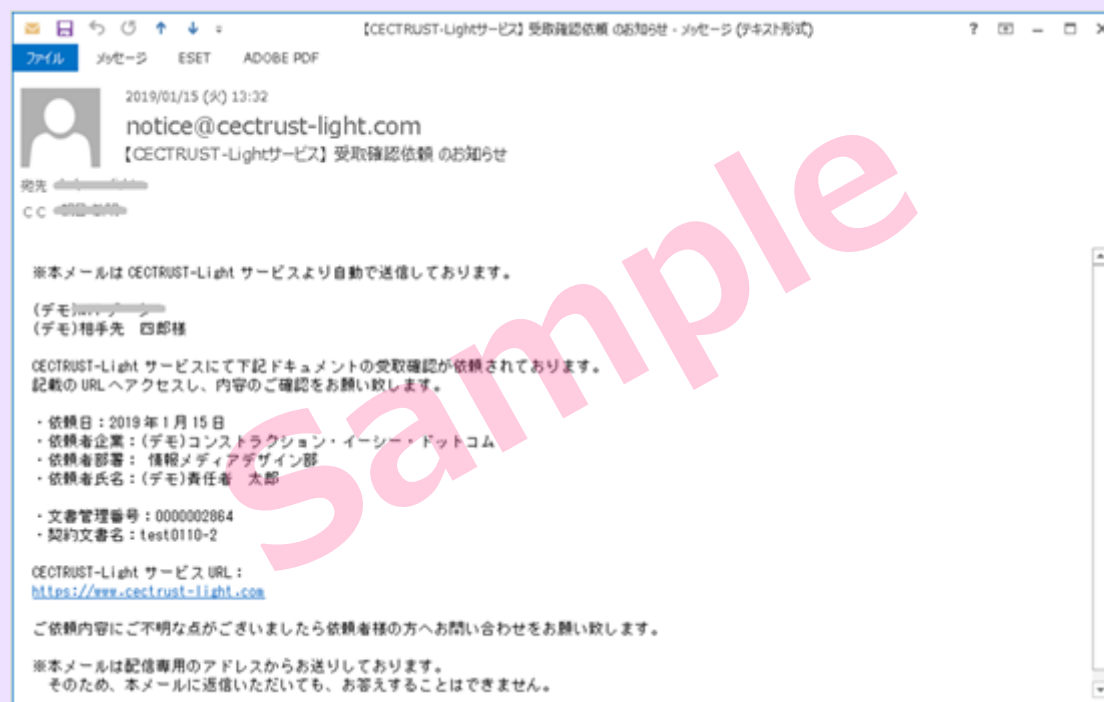 【CECTRUST-Lightサービス】 受取確認依頼 のお知らせ - メッセージ (テキスト形式)
ファイル メッセージ ESET ADOBE PDF
2019/01/15 (火) 13:32
notice@cectrust-light.com
【CECTRUST-Lightサービス】 受取確認依頼 のお知らせ
宛先
CC
※本メールは CECTRUST-Light サービスより自動で送信しております。
(デモ)
(デモ)相手先 四郎様
CECTRUST-Light サービスにて下記ドキュメントの受取確認が依頼されております。
記載の URL へアクセスし、内容のご確認をお願い致します。
・依頼日：2019 年 1 月 15 日
・依頼者企業：(デモ)コンストラクション・イーシー・ドットコム
・依頼者部署： 情報メディアデザイン部
・依頼者氏名：(デモ)責任者 太郎
・文書管理番号：0000002864
・契約文書名：test0110-2
CECTRUST-Light サービス URL：
https://www.cectrust-light.com
ご依頼内容にご不明な点がございましたら依頼者様の方へお問い合わせをお願い致します。
※本メールは配信専用のアドレスからお送りしております。
そのため、本メールに返信いただいても、お答えすることはできません。
Sample